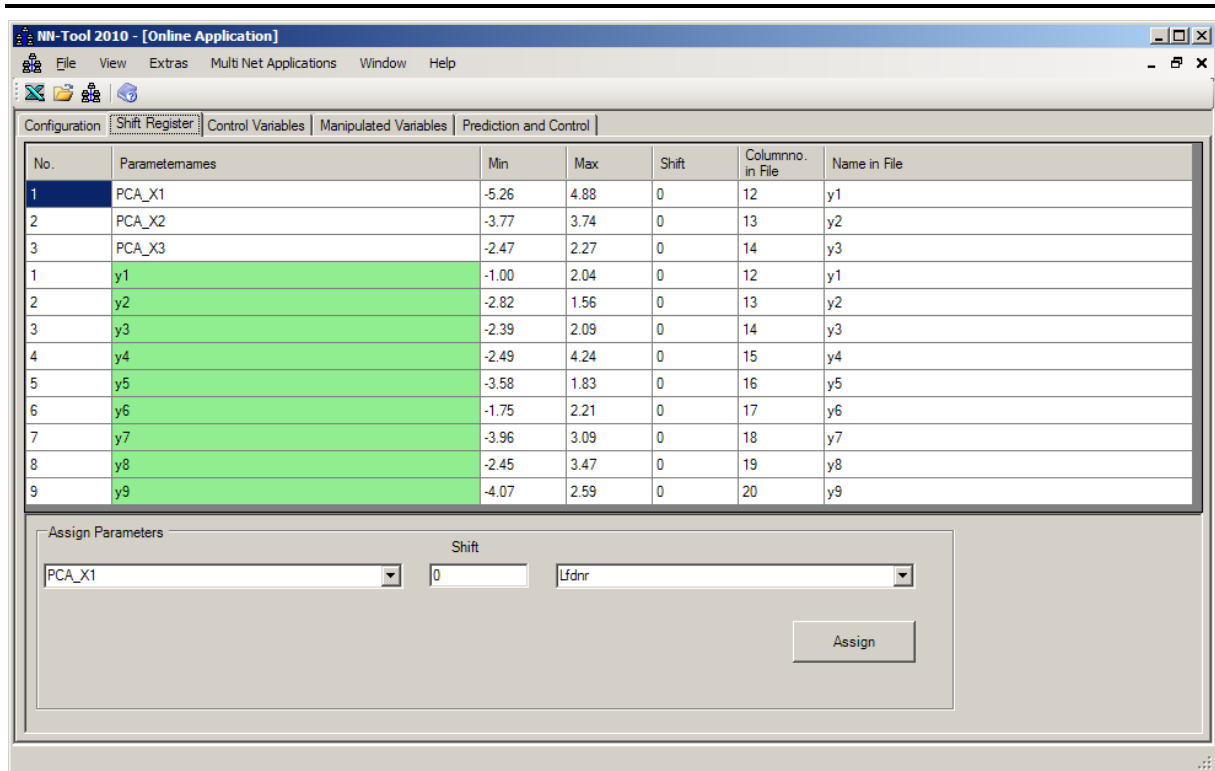 NN-Tool 2010 - [Online Application]
File View Extras Multi Net Applications Window Help
Configuration Shift Register Control Variables Manipulated Variables Prediction and Control
No. Parameternames Min Max Shift Columnno. in File Name in File
1 PCA_X1 -5.26 4.88 0 12 y1
2 PCA_X2 -3.77 3.74 0 13 y2
3 PCA_X3 -2.47 2.27 0 14 y3
1 y1 -1.00 2.04 0 12 y1
2 y2 -2.82 1.56 0 13 y2
3 y3 -2.39 2.09 0 14 y3
4 y4 -2.49 4.24 0 15 y4
5 y5 -3.58 1.83 0 16 y5
6 y6 -1.75 2.21 0 17 y6
7 y7 -3.96 3.09 0 18 y7
8 y8 -2.45 3.47 0 19 y8
9 y9 -4.07 2.59 0 20 y9
Assign Parameters
Shift
PCA_X1 0 Lfdnr
Assign